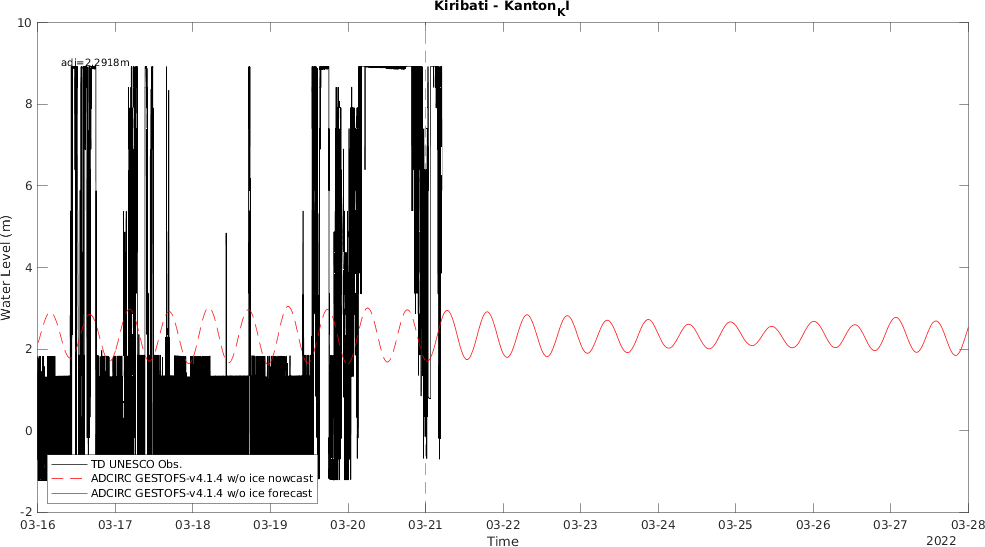 Kiribati - Kanton_KI
adj=2.2918m
Water Level (m)
10
8
6
4
2
0
-2
TD UNESCO Obs.
ADCIRC GESTOFS-v4.1.4 w/o ice nowcast
ADCIRC GESTOFS-v4.1.4 w/o ice forecast
03-16 03-17 03-18 03-19 03-20 03-21 03-22 03-23 03-24 03-25 03-26 03-27 03-28
Time
2022